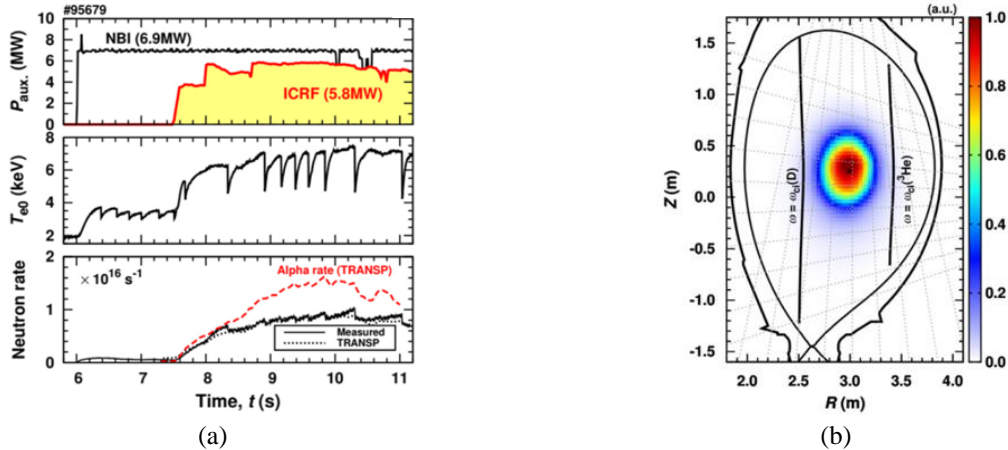 #95679
10
8
6
4
2
0
P_aux. (MW)
NBI (6.9MW)
ICRF (5.8MW)
8
6
4
2
T_e0 (keV)
2
1
0
Neutron rate
× 10^16 s^-1
Alpha rate (TRANSP)
Measured
TRANSP
6 7 8 9 10 11
Time, t (s)
(a)
(a.u.)
1.5
1.0
0.5
0.0
-0.5
-1.0
-1.5
Z (m)
ω = ω_ci(D)
ω = ω_ci(^3He)
2.0 2.5 3.0 3.5 4.0
R (m)
1.0
0.8
0.6
0.4
0.2
0.0
(b)